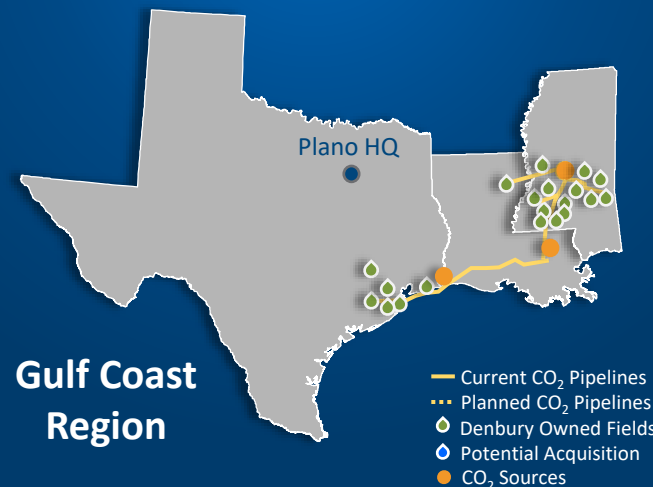 Plano HQ
Gulf Coast
Region
Current CO₂ Pipelines
Planned CO₂ Pipelines
Denbury Owned Fields
Potential Acquisition
CO₂ Sources